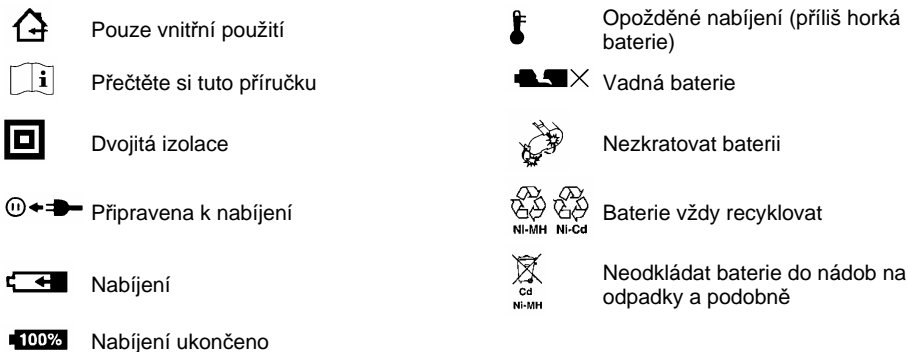 Pouze vnitřní použití
i
Přečtěte si tuto příručku
Dvojitá izolace
Připravena k nabíjení
Nabíjení
100%
Nabíjení ukončeno
Opožděné nabíjení (příliš horká
baterie)
Vadná baterie
Nezkratovat baterii
NI-MH Ni-Cd
Baterie vždy recyklovat
Cd
Ni-MH
Neodkládat baterie do nádob na
odpadky a podobně